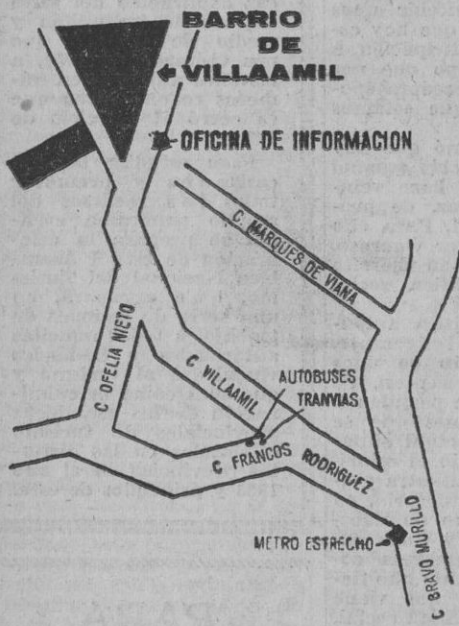 BARRIO
DE
VILLAAMIL
OFICINA DE INFORMACION
C. MARQUES DE VIANA
C. OFELIA NIETO
C. VILLAAMIL
AUTOBUSES
TRANVIAS
C. FRANCOS RODRIGUEZ
METRO ESTRECHO
C. BRAVO MURILLO